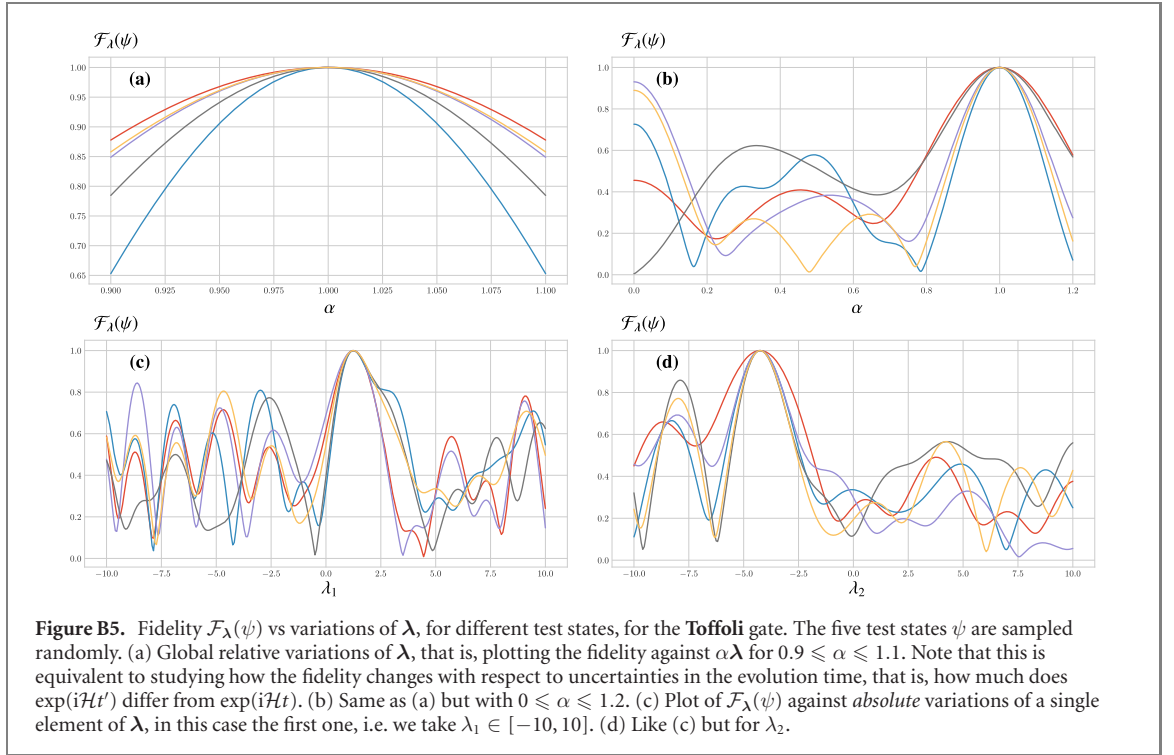 𝓕_λ(ψ)
𝓕_λ(ψ)
(a)
(b)
1.00
0.95
0.90
0.85
0.80
0.75
0.70
0.65
1.0
0.8
0.6
0.4
0.2
0.0
0.900 0.925 0.950 0.975 1.000 1.025 1.050 1.075 1.100
0.0 0.2 0.4 0.6 0.8 1.0 1.2
α
α
𝓕_λ(ψ)
𝓕_λ(ψ)
(c)
(d)
1.0
0.8
0.6
0.4
0.2
0.0
1.0
0.8
0.6
0.4
0.2
0.0
−10.0 −7.5 −5.0 −2.5 0.0 2.5 5.0 7.5 10.0
−10.0 −7.5 −5.0 −2.5 0.0 2.5 5.0 7.5 10.0
λ₁
λ₂
Figure B5. Fidelity 𝓕_λ(ψ) vs variations of λ, for different test states, for the Toffoli gate. The five test states ψ are sampled
randomly. (a) Global relative variations of λ, that is, plotting the fidelity against αλ for 0.9 ⩽ α ⩽ 1.1. Note that this is
equivalent to studying how the fidelity changes with respect to uncertainties in the evolution time, that is, how much does
exp(iℋt′) differ from exp(iℋt). (b) Same as (a) but with 0 ⩽ α ⩽ 1.2. (c) Plot of 𝓕_λ(ψ) against absolute variations of a single
element of λ, in this case the first one, i.e. we take λ₁ ∈ [−10, 10]. (d) Like (c) but for λ₂.